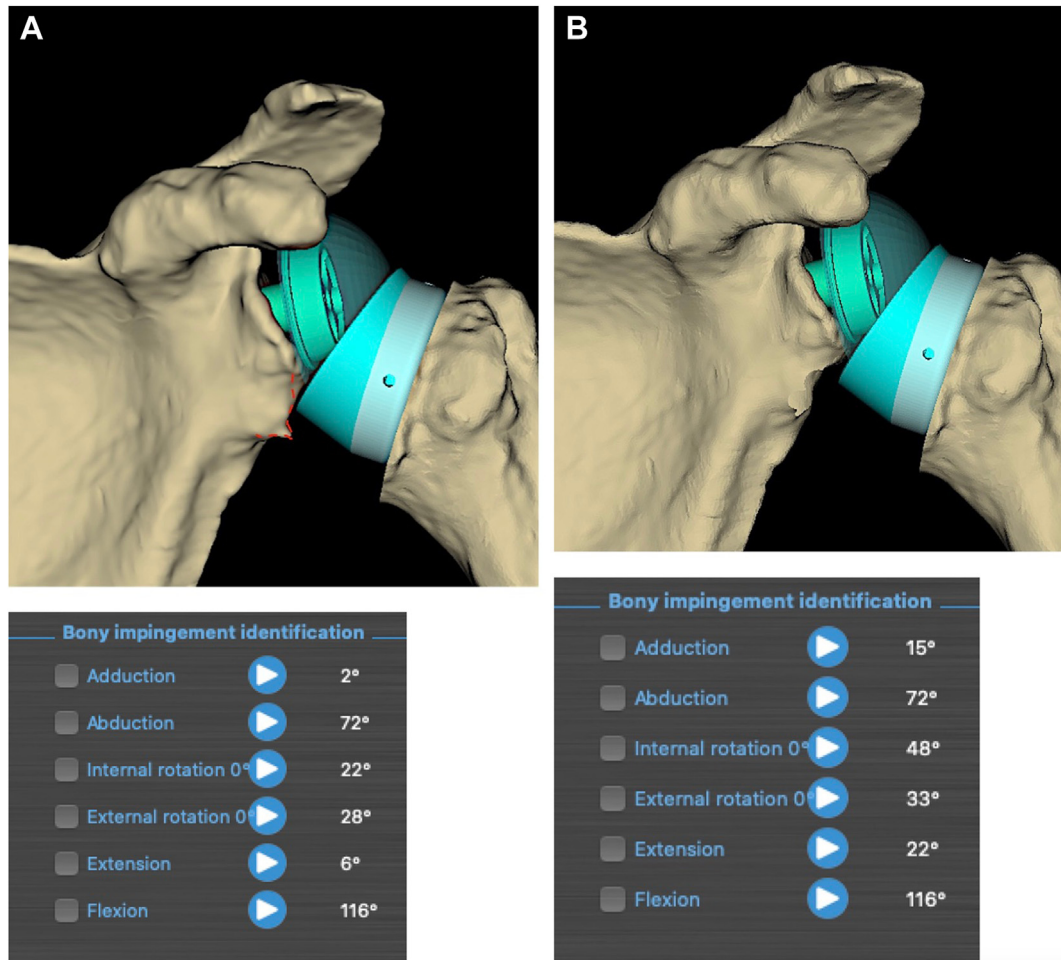 A
B
Bony impingement identification
Adduction 2°
Abduction 72°
Internal rotation 0° 22°
External rotation 0° 28°
Extension 6°
Flexion 116°
Bony impingement identification
Adduction 15°
Abduction 72°
Internal rotation 0° 48°
External rotation 0° 33°
Extension 22°
Flexion 116°